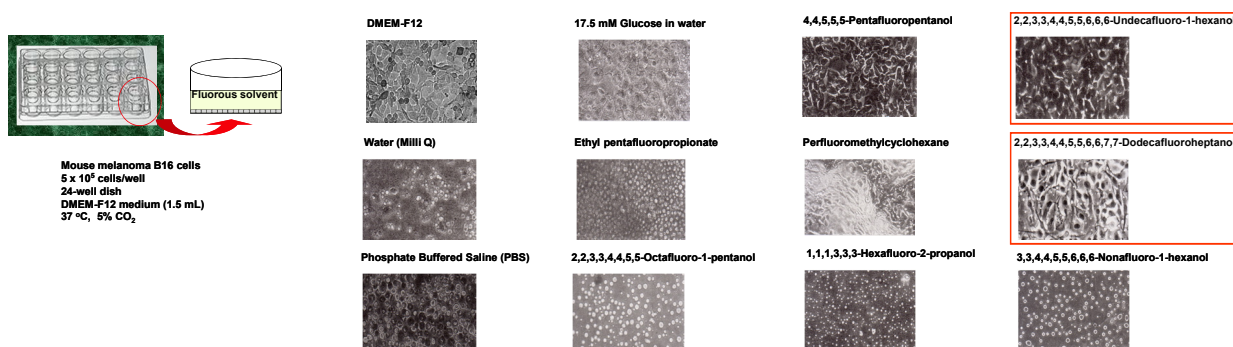 Fluorous solvent
Mouse melanoma B16 cells
5 x 10⁵ cells/well
24-well dish
DMEM-F12 medium (1.5 mL)
37 ºC, 5% CO₂
DMEM-F12
17.5 mM Glucose in water
4,4,5,5,5-Pentafluoropentanol
2,2,3,3,4,4,5,5,6,6,6-Undecafluoro-1-hexanol
Water (Milli Q)
Ethyl pentafluoropropionate
Perfluoromethylcyclohexane
2,2,3,3,4,4,5,5,6,6,7,7-Dodecafluoroheptanol
Phosphate Buffered Saline (PBS)
2,2,3,3,4,4,5,5-Octafluoro-1-pentanol
1,1,1,3,3,3-Hexafluoro-2-propanol
3,3,4,4,5,5,6,6,6-Nonafluoro-1-hexanol